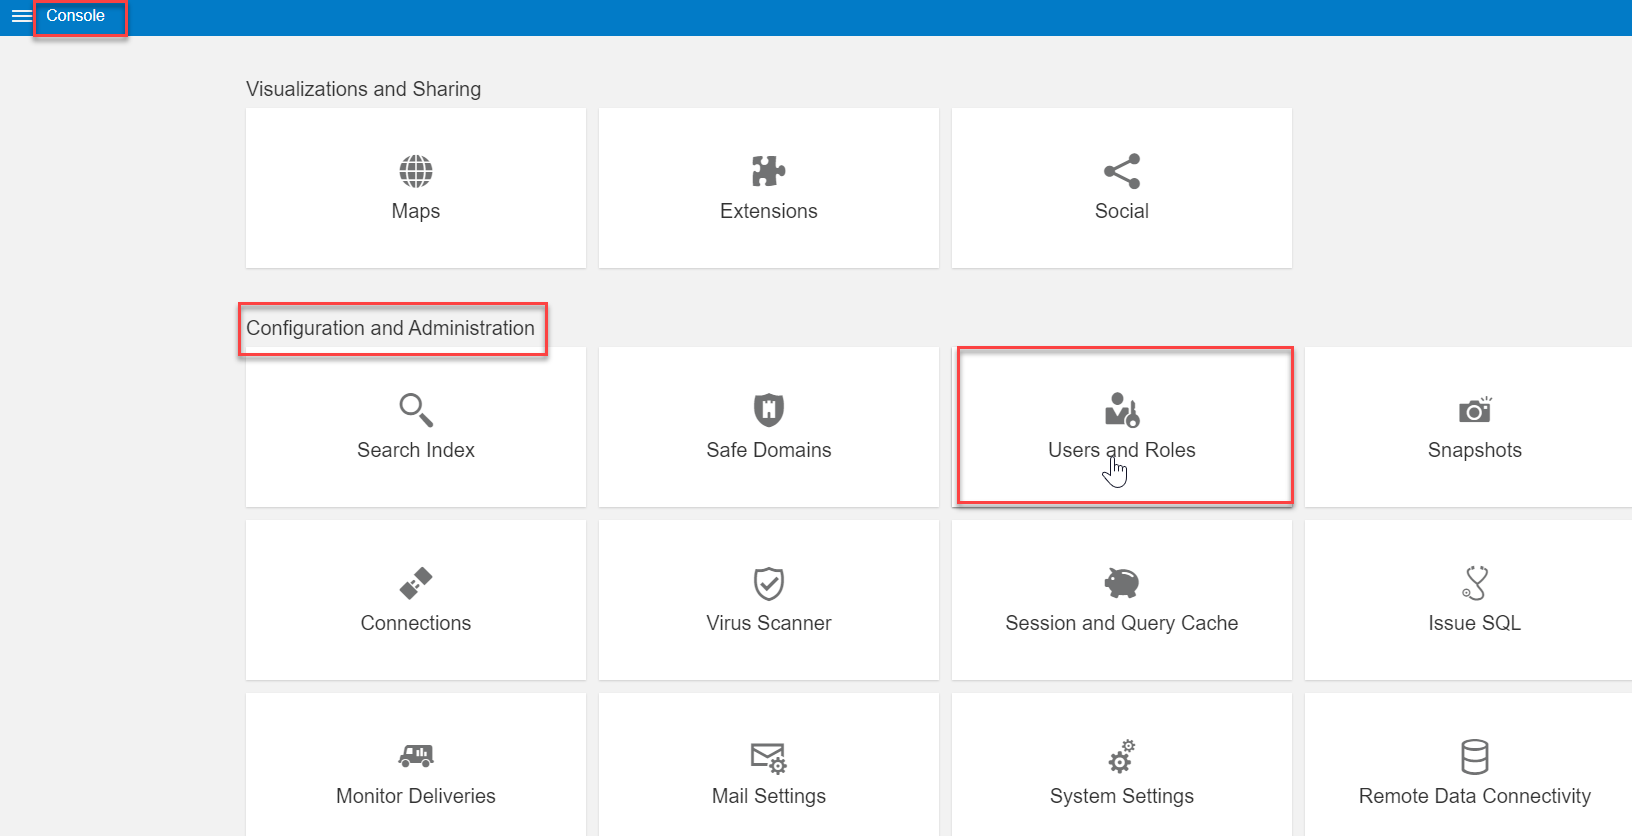 Console
Visualizations and Sharing
Maps
Extensions
Social
Configuration and Administration
Search Index
Safe Domains
Users and Roles
Snapshots
Connections
Virus Scanner
Session and Query Cache
Issue SQL
Monitor Deliveries
Mail Settings
System Settings
Remote Data Connectivity